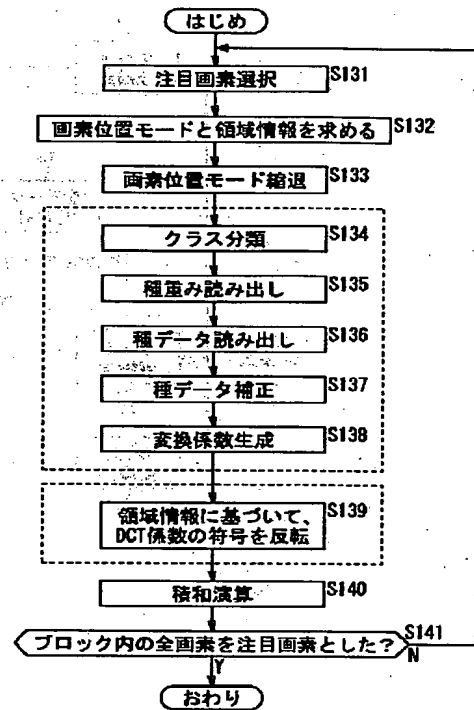 はじめ
注目画素選択 S131
画素位置モードと領域情報を求める S132
画素位置モード縮退 S133
クラス分類 S134
種重み読み出し S135
種データ読み出し S136
種データ補正 S137
変換係数生成 S138
領域情報に基づいて、 S139
DCT係数の符号を反転
積和演算 S140
ブロック内の全画素を注目画素とした? S141
N
Y
おわり